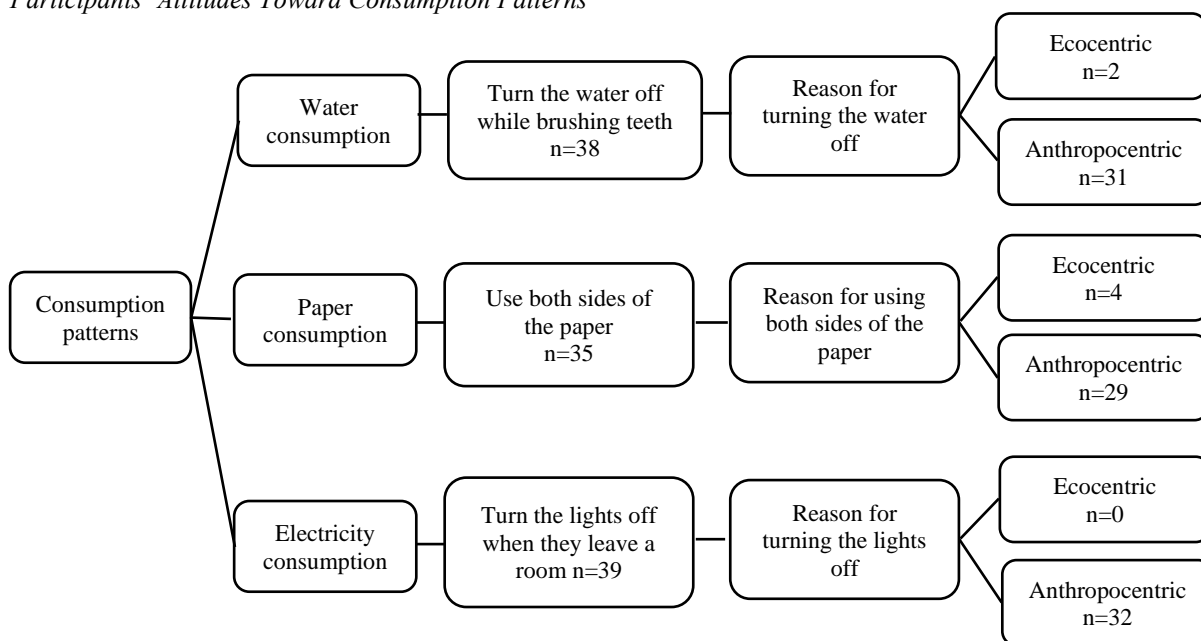 Participants' Attitudes Toward Consumption Patterns
Consumption
patterns
Water
consumption
Turn the water off
while brushing teeth
n=38
Reason for
turning the water
off
Ecocentric
n=2
Anthropocentric
n=31
Paper
consumption
Use both sides of
the paper
n=35
Reason for using
both sides of the
paper
Ecocentric
n=4
Anthropocentric
n=29
Electricity
consumption
Turn the lights off
when they leave a
room n=39
Reason for
turning the lights
off
Ecocentric
n=0
Anthropocentric
n=32